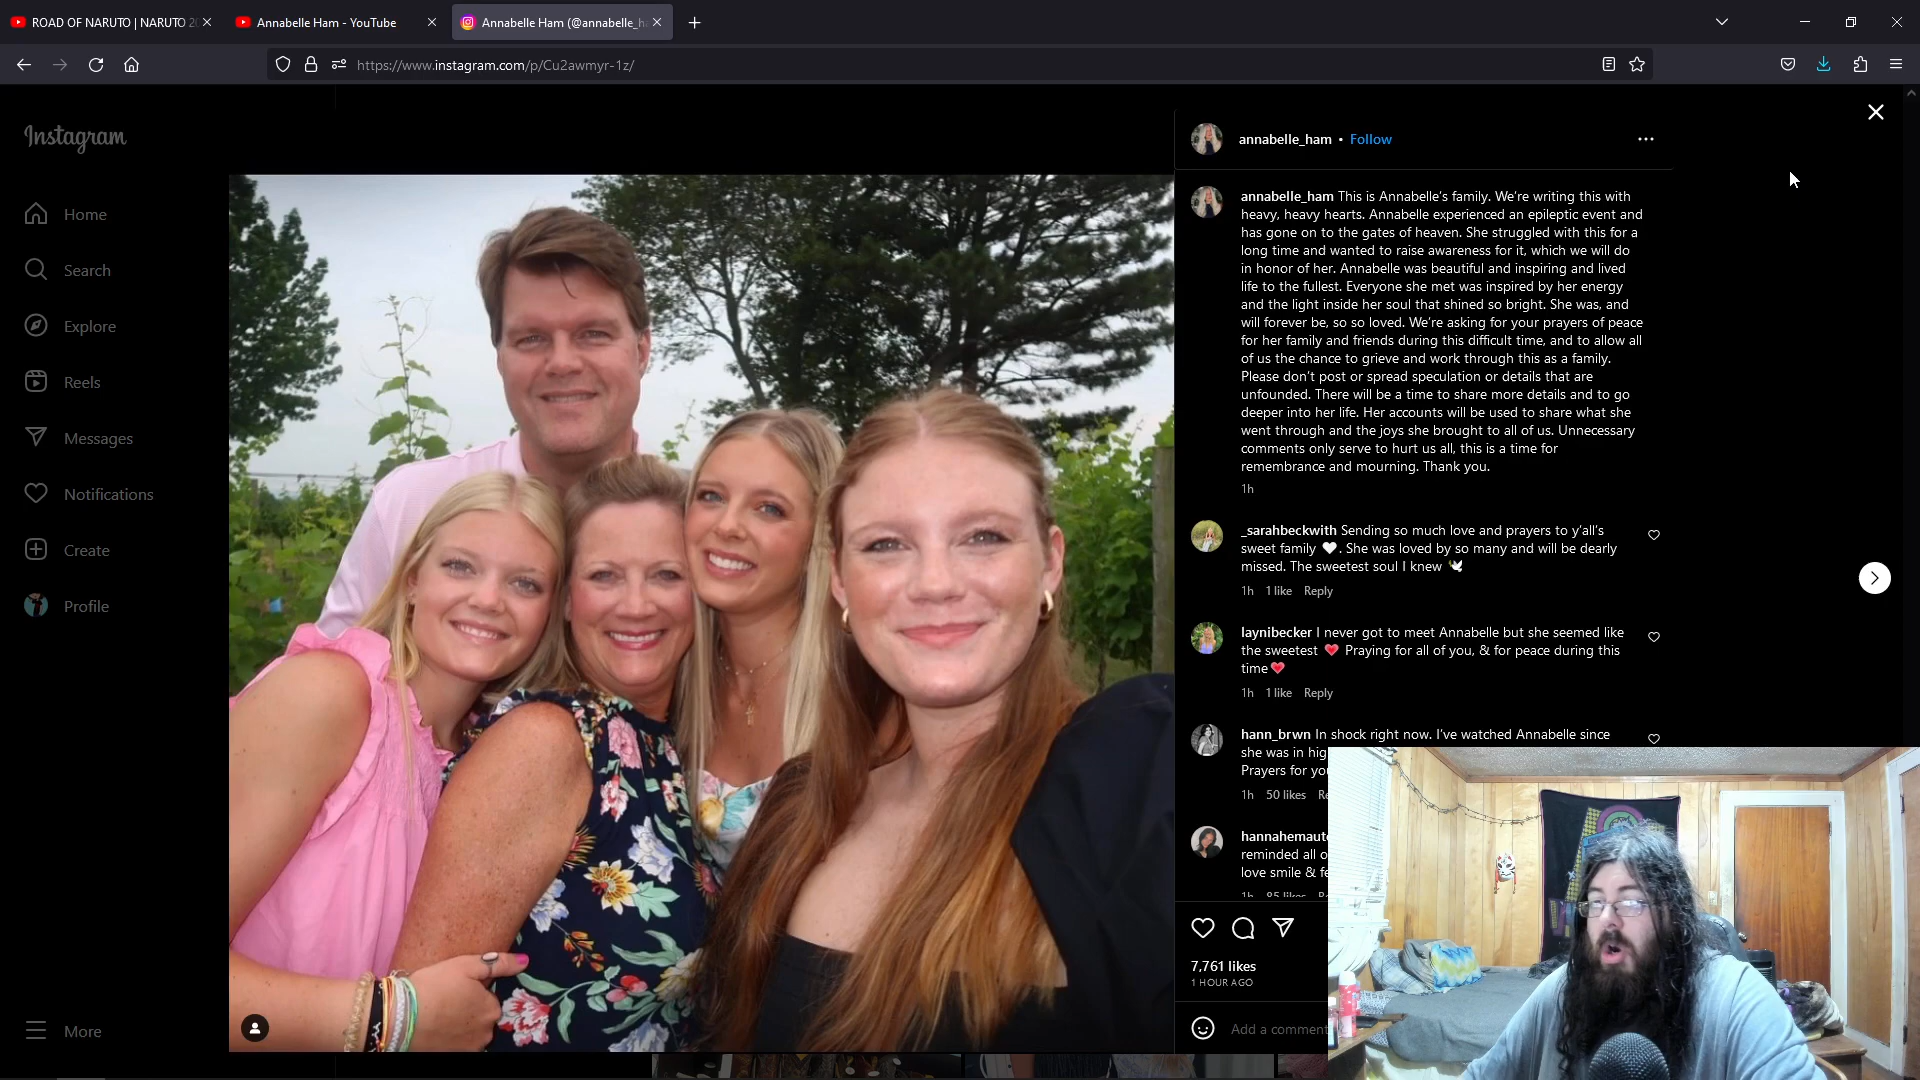 ROAD OF NARUTO | NARUTO
Annabelle Ham - YouTube
Annabelle Ham (@annabelle_h
https://www.instagram.com/p/Cu2awmyr-1z/
Instagram
Home
Search
Explore
Reels
Messages
Notifications
Create
Profile
More
annabelle_ham • Follow
annabelle_ham This is Annabelle's family. We're writing this with
heavy, heavy hearts. Annabelle experienced an epileptic event and
has gone on to the gates of heaven. She struggled with this for a
long time and wanted to raise awareness for it, which we will do
in honor of her. Annabelle was beautiful and inspiring and lived
life to the fullest. Everyone she met was inspired by her energy
and the light inside her soul that shined so bright. She was, and
will forever be, so so loved. We're asking for your prayers of peace
for her family and friends during this difficult time, and to allow all
of us the chance to grieve and work through this as a family.
Please don't post or spread speculation or details that are
unfounded. There will be a time to share more details and to go
deeper into her life. Her accounts will be used to share what she
went through and the joys she brought to all of us. Unnecessary
comments only serve to hurt us all, this is a time for
remembrance and mourning. Thank you.
1h
_sarahbeckwith Sending so much love and prayers to y'all's
sweet family 🤍. She was loved by so many and will be dearly
missed. The sweetest soul I knew 🕊
1h 1 like Reply
laynibecker I never got to meet Annabelle but she seemed like
the sweetest ❤️ Praying for all of you, & for peace during this
time❤️
1h 1 like Reply
hann_brwn In shock right now. I've watched Annabelle since
she was in hig
Prayers for you
1h 50 likes Re
hannahemaut
reminded all o
love smile & fe
1h 85 likes
7,761 likes
1 HOUR AGO
Add a comment